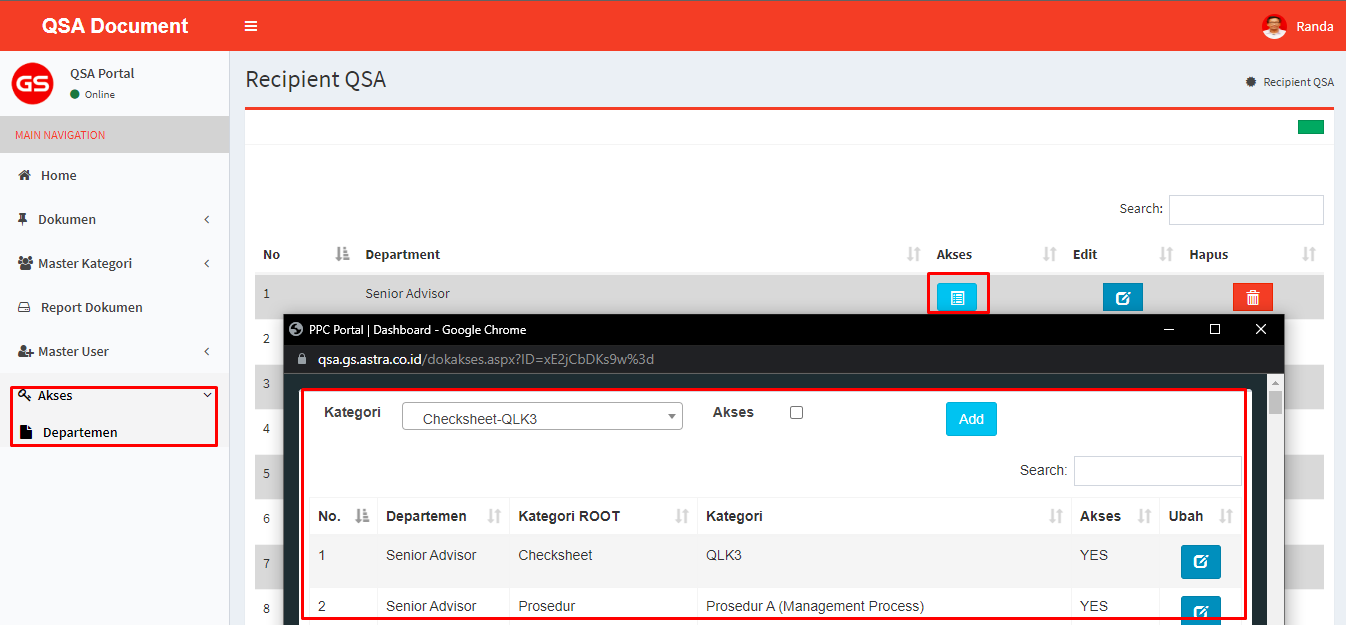 QSA Document
Randa
GS
QSA Portal
Online
MAIN NAVIGATION
Home
Dokumen
Master Kategori
Report Dokumen
Master User
Akses
Departemen
Recipient QSA
Recipient QSA
Search:
No Department Akses Edit Hapus
1 Senior Advisor
2
3
4
5
6
7
8
PPC Portal | Dashboard - Google Chrome
qsa.gs.astra.co.id/dokakses.aspx?ID=xE2jCbDKs9w%3d
Kategori Checksheet-QLK3 Akses Add
Search:
No. Departemen Kategori ROOT Kategori Akses Ubah
1 Senior Advisor Checksheet QLK3 YES
2 Senior Advisor Prosedur Prosedur A (Management Process) YES